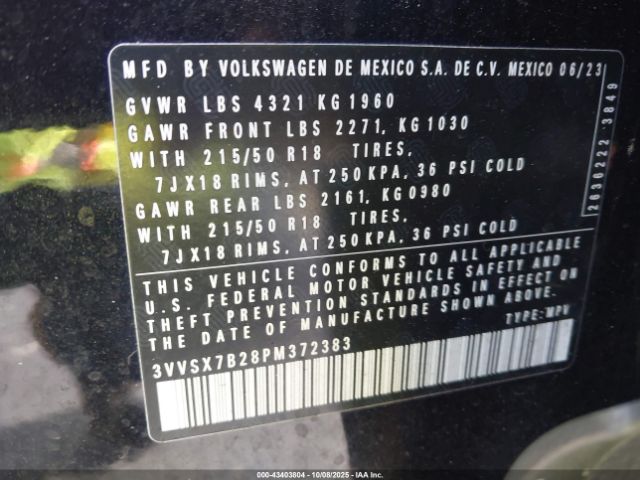 MFD BY VOLKSWAGEN DE MEXICO S.A. DE C.V. MEXICO 06/23
GVWR LBS 4321 KG 1960
GAWR FRONT LBS 2271, KG 1030
WITH 215/50 R18 TIRES,
7JX18 RIMS, AT 250 KPA, 36 PSI COLD
GAWR REAR LBS 2161, KG 0980
WITH 215/50 R18 TIRES,
7JX18 RIMS, AT 250 KPA, 36 PSI COLD
2636222 3849
THIS VEHICLE CONFORMS TO ALL APPLICABLE
U.S. FEDERAL MOTOR VEHICLE SAFETY AND
THEFT PREVENTION STANDARDS IN EFFECT ON
DATE OF MANUFACTURE SHOWN ABOVE.
3VVSX7B28PM372383 TYPE:MPV
000-43403804 | 10/08/2025 | IAAI.com